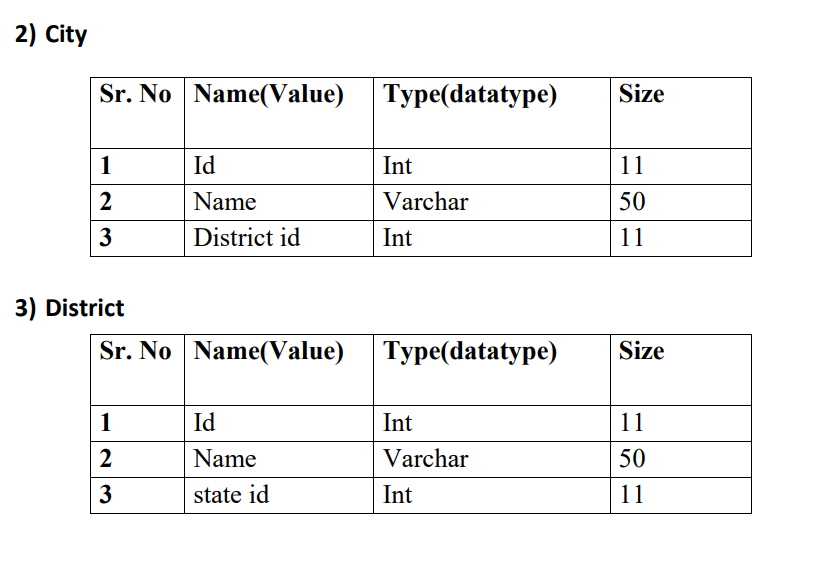 2) City
Sr. No Name(Value) Type(datatype) Size
1 Id Int 11
2 Name Varchar 50
3 District id Int 11
3) District
Sr. No Name(Value) Type(datatype) Size
1 Id Int 11
2 Name Varchar 50
3 state id Int 11